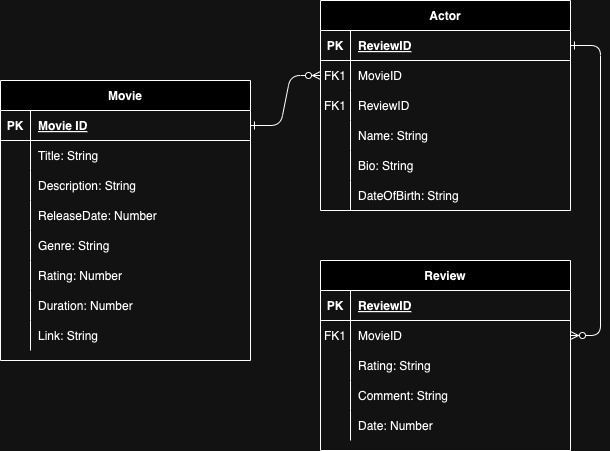 Movie
PK Movie ID
Title: String
Description: String
ReleaseDate: Number
Genre: String
Rating: Number
Duration: Number
Link: String
Actor
PK ReviewID
FK1 MovieID
FK1 ReviewID
Name: String
Bio: String
DateOfBirth: String
Review
PK ReviewID
FK1 MovieID
Rating: String
Comment: String
Date: Number